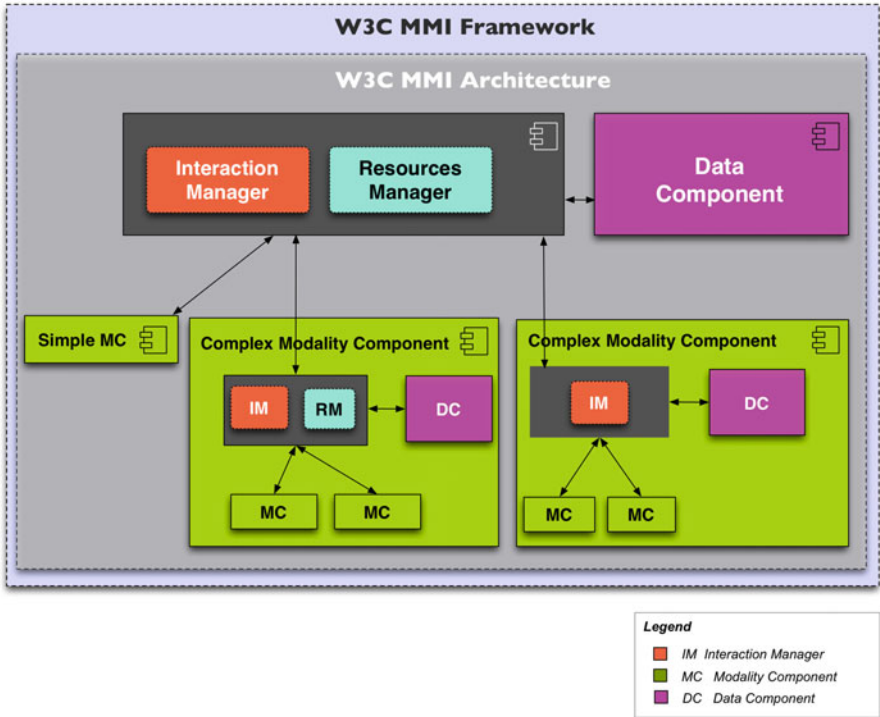 W3C MMI Framework
W3C MMI Architecture
Interaction
Manager
Resources
Manager
Data
Component
Simple MC
Complex Modality Component
IM
RM
DC
MC
MC
Complex Modality Component
IM
DC
MC
MC
Legend
IM Interaction Manager
MC Modality Component
DC Data Component